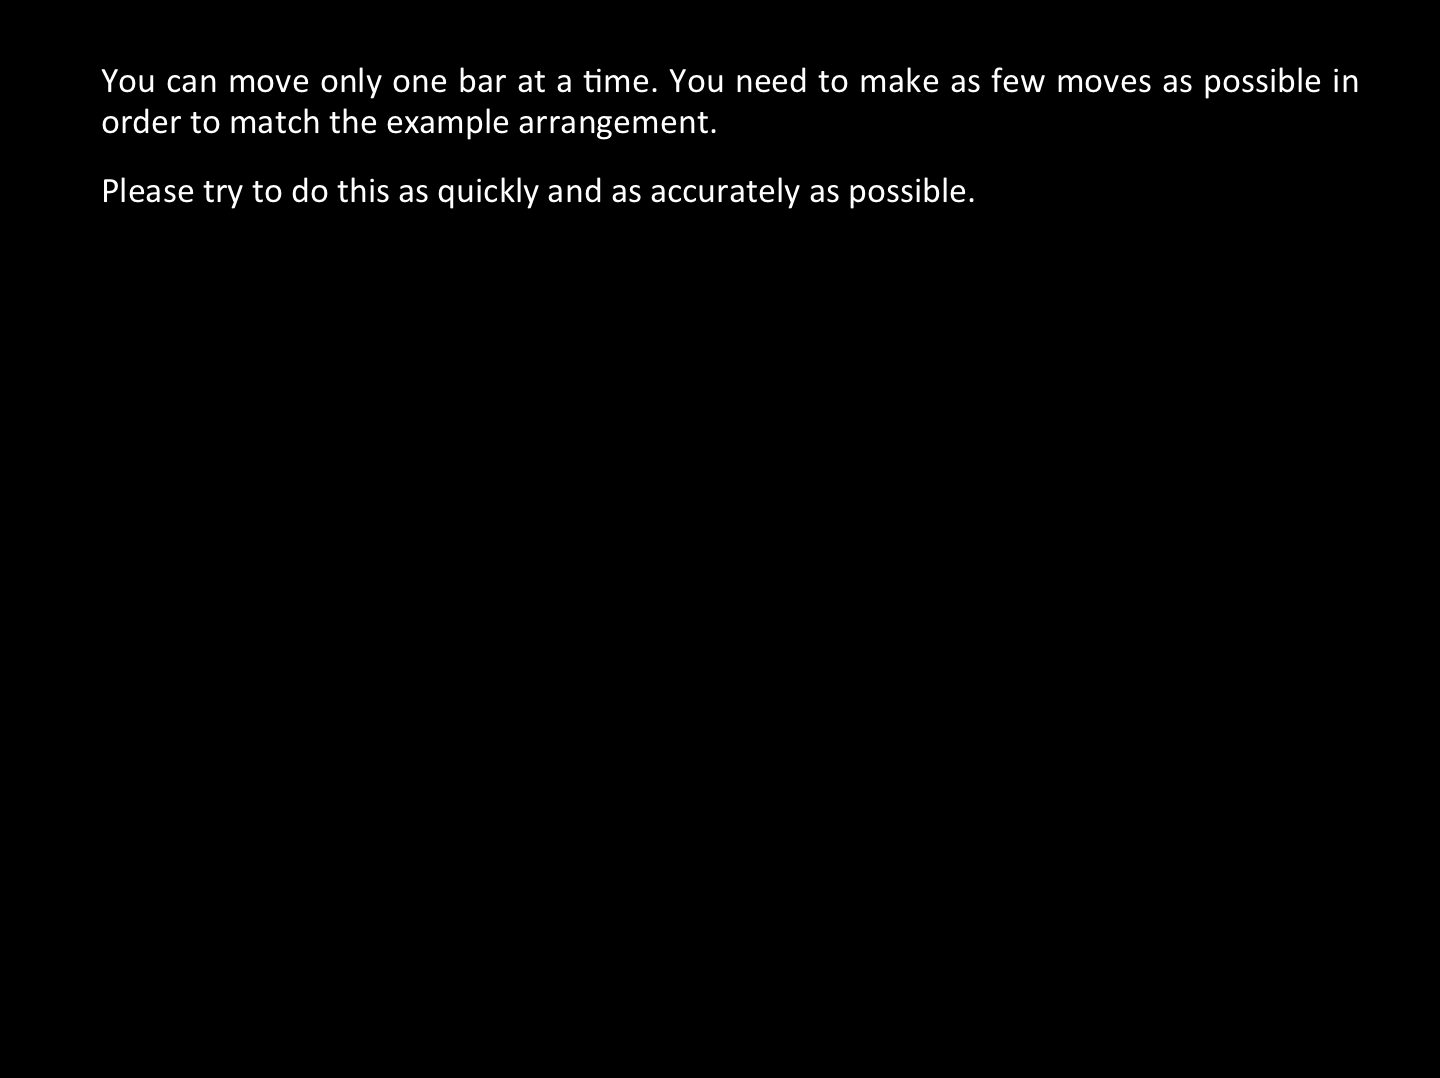 You can move only one bar at a time. You need to make as few moves as possible in
order to match the example arrangement.
Please try to do this as quickly and as accurately as possible.